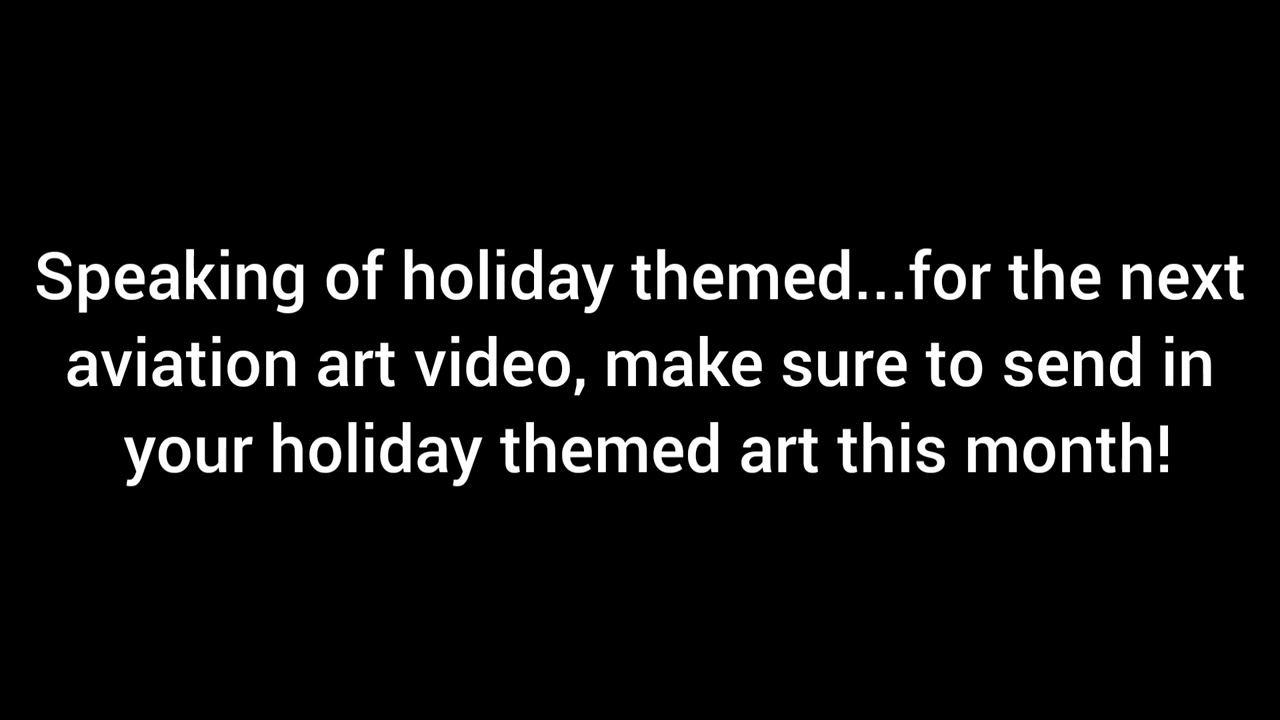 Speaking of holiday themed...for the next
aviation art video, make sure to send in
your holiday themed art this month!